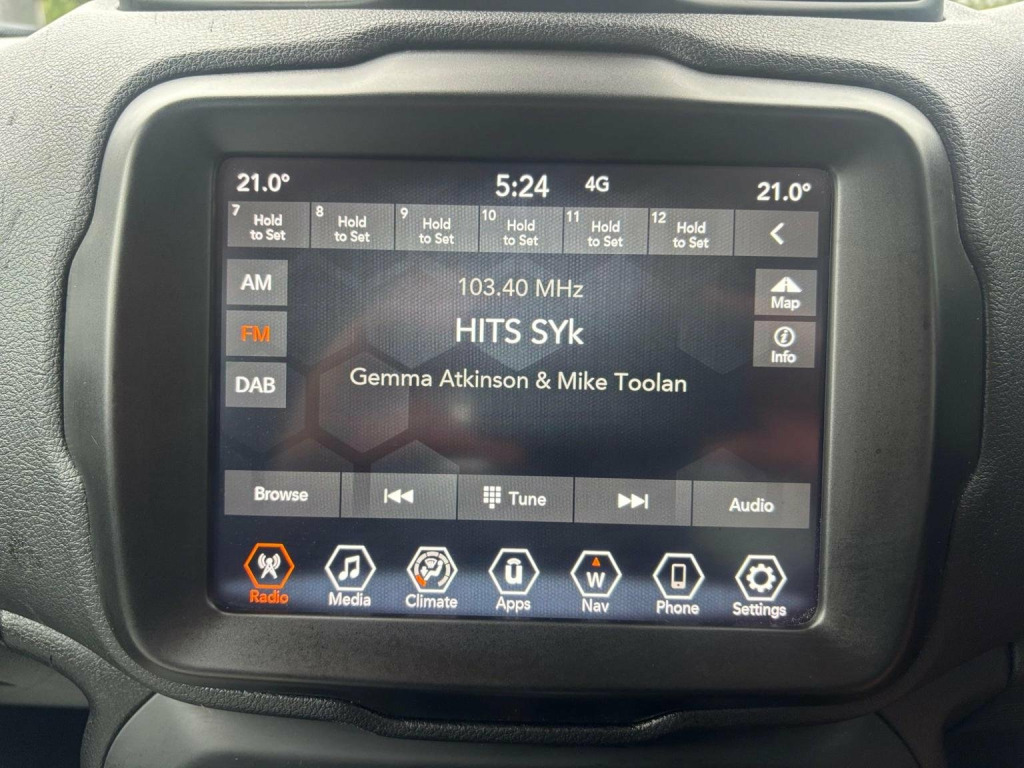 21.0° 5:24 4G 21.0°
7 Hold to Set
8 Hold to Set
9 Hold to Set
10 Hold to Set
11 Hold to Set
12 Hold to Set
AM
103.40 MHz
Map
FM
HITS SYk
Info
DAB
Gemma Atkinson & Mike Toolan
Browse Tune Audio
Radio Media Climate Apps Nav Phone Settings
ū
W